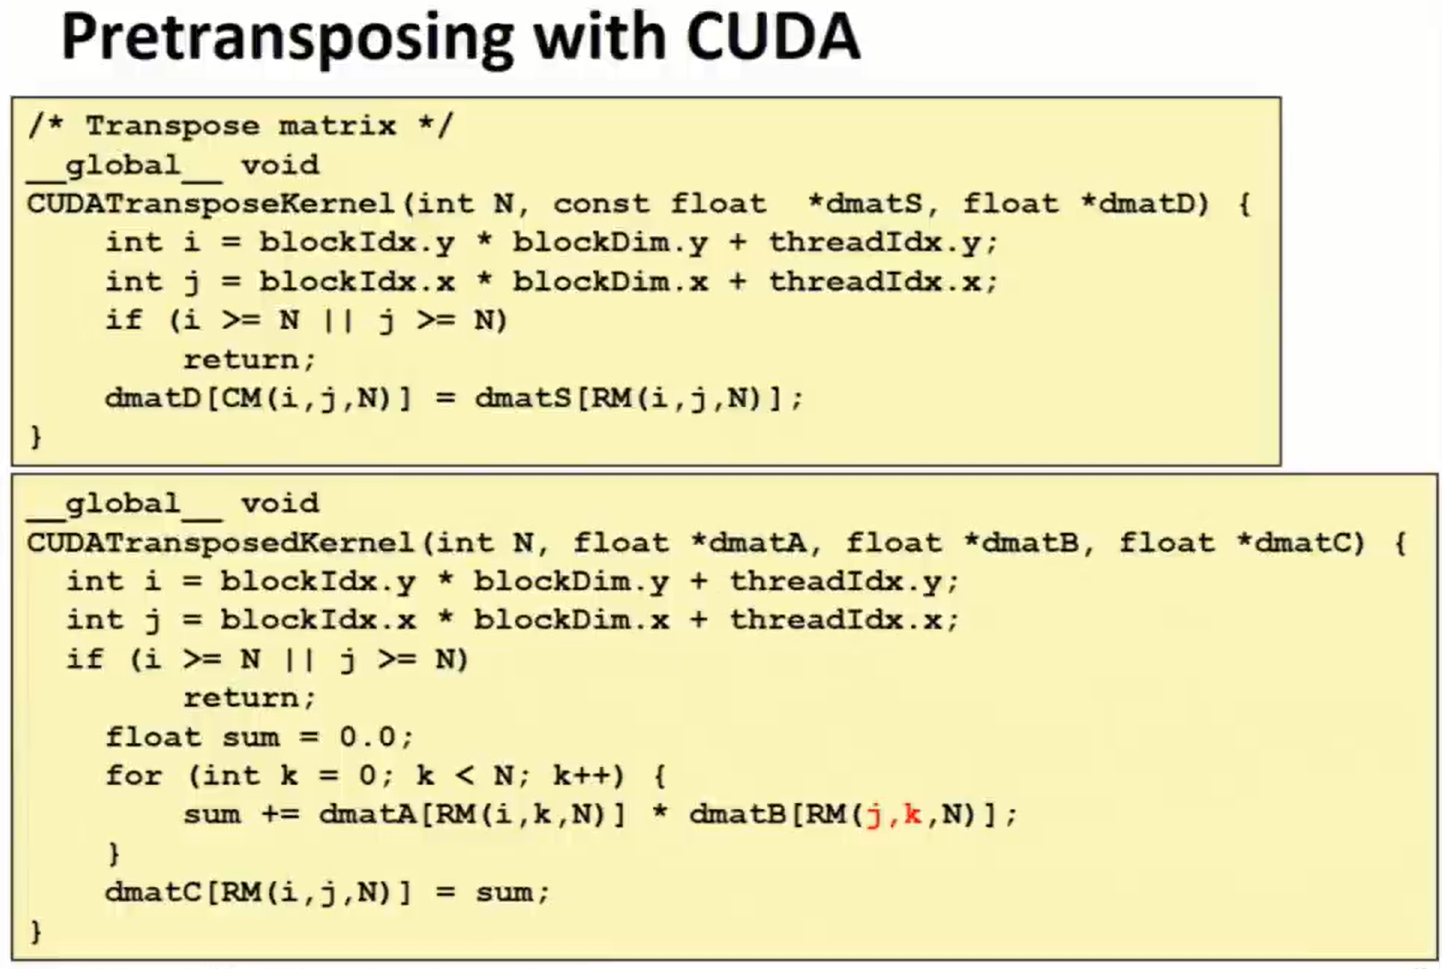 Pretransposing with CUDA
/* Transpose matrix */
__global__ void
CUDATransposeKernel(int N, const float  *dmatS, float *dmatD) {
    int i = blockIdx.y * blockDim.y + threadIdx.y;
    int j = blockIdx.x * blockDim.x + threadIdx.x;
    if (i >= N || j >= N)
        return;
    dmatD[CM(i,j,N)] = dmatS[RM(i,j,N)];
}
__global__ void
CUDATransposedKernel(int N, float *dmatA, float *dmatB, float *dmatC) {
  int i = blockIdx.y * blockDim.y + threadIdx.y;
  int j = blockIdx.x * blockDim.x + threadIdx.x;
  if (i >= N || j >= N)
        return;
    float sum = 0.0;
    for (int k = 0; k < N; k++) {
        sum += dmatA[RM(i,k,N)] * dmatB[RM(j,k,N)];
    }
    dmatC[RM(i,j,N)] = sum;
}